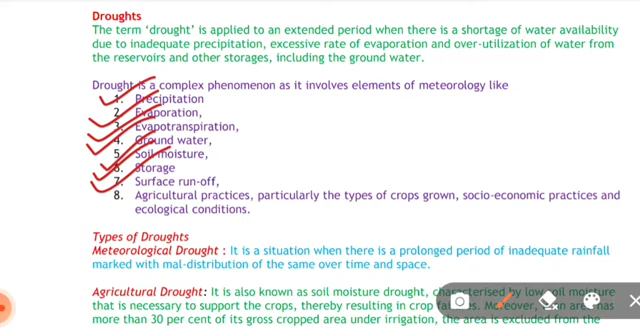 Droughts
The term ‘drought’ is applied to an extended period when there is a shortage of water availability
due to inadequate precipitation, excessive rate of evaporation and over-utilization of water from
the reservoirs and other storages, including the ground water.
Drought is a complex phenomenon as it involves elements of meteorology like
1. Precipitation
2. Evaporation,
3. Evapotranspiration,
4. Ground water,
5. Soil moisture,
6. Storage
7. Surface run-off,
8. Agricultural practices, particularly the types of crops grown, socio-economic practices and
ecological conditions.
Types of Droughts
Meteorological Drought : It is a situation when there is a prolonged period of inadequate rainfall
marked with mal-distribution of the same over time and space.
Agricultural Drought: It is also known as soil moisture drought, characterised by low soil moisture
that is necessary to support the crops, thereby resulting in crop Moreover, an area has
more than 30 per cent of its gross cropped area under irrigation, the area is excluded from the